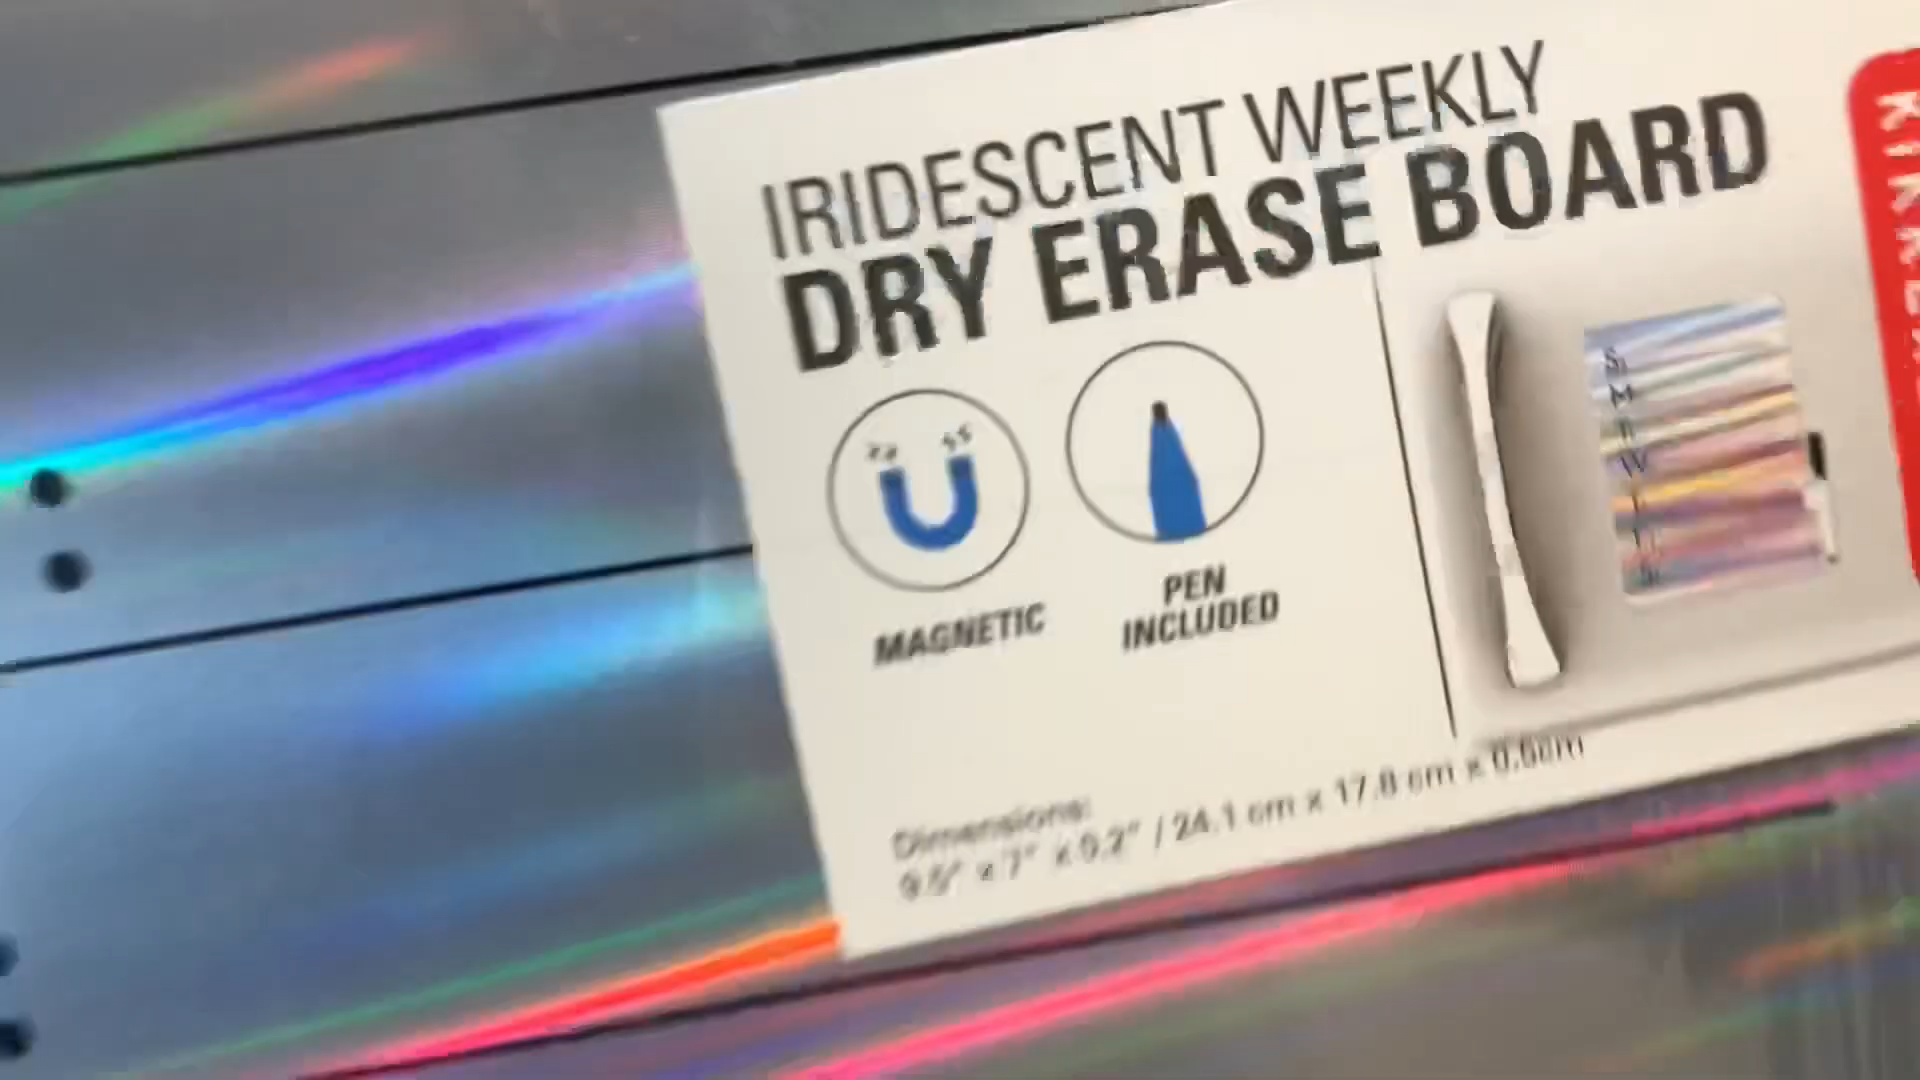 IRIDESCENT WEEKLY
DRY ERASE BOARD
MAGNETIC
PEN
INCLUDED
Dimensions:
9.5" x 7" x 0.2" / 24.1 cm x 17.8 cm x 0.6cm